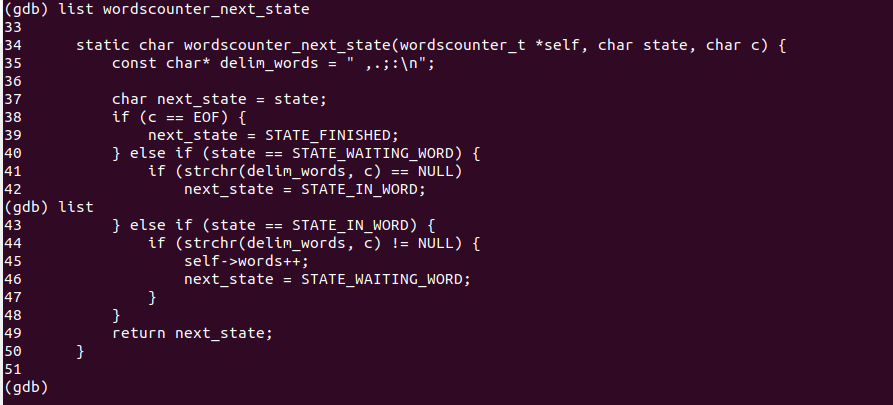 (gdb) list wordscounter_next_state
33
34      static char wordscounter_next_state(wordscounter_t *self, char state, char c) {
35          const char* delim_words = " ,.;:\n";
36
37          char next_state = state;
38          if (c == EOF) {
39              next_state = STATE_FINISHED;
40          } else if (state == STATE_WAITING_WORD) {
41              if (strchr(delim_words, c) == NULL)
42                  next_state = STATE_IN_WORD;
(gdb) list
43          } else if (state == STATE_IN_WORD) {
44              if (strchr(delim_words, c) != NULL) {
45                  self->words++;
46                  next_state = STATE_WAITING_WORD;
47              }
48          }
49          return next_state;
50      }
51
(gdb)